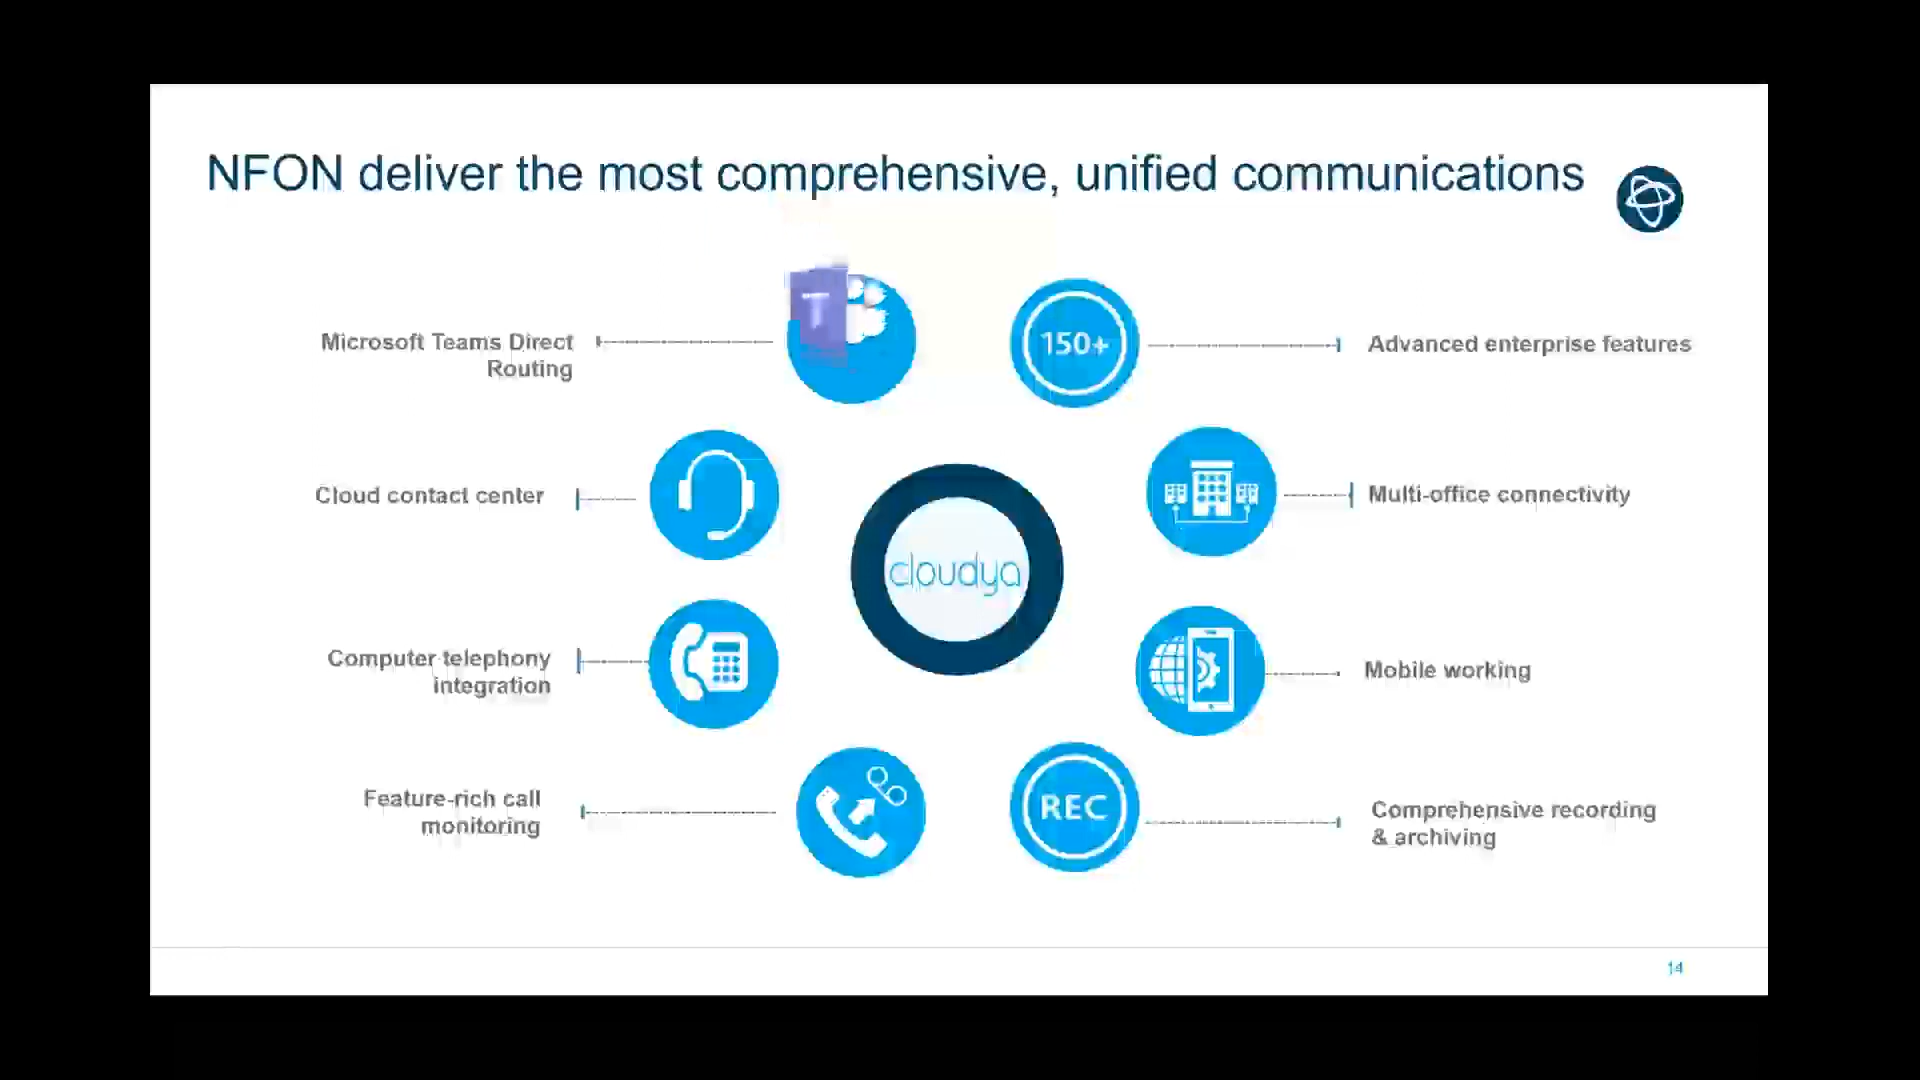 NFON deliver the most comprehensive, unified communications
Microsoft Teams Direct
Routing
T
150+
Advanced enterprise features
Cloud contact center
Multi-office connectivity
cloudya
Computer telephony
integration
Mobile working
Feature-rich call
monitoring
REC
Comprehensive recording
& archiving
14